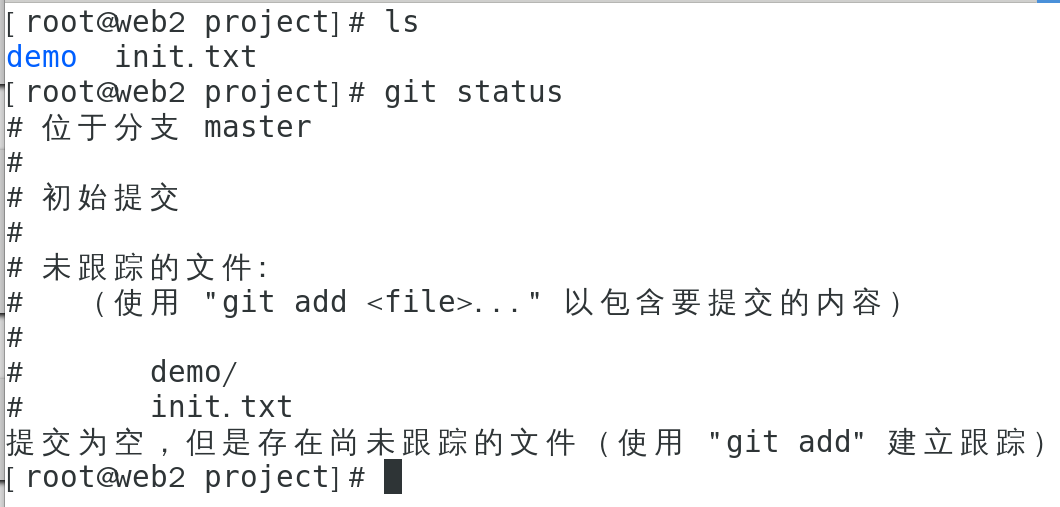 [root@web2 project]# ls
demo  init.txt
[root@web2 project]# git status
# 位于分支 master
#
# 初始提交
#
# 未跟踪的文件:
#   （使用 "git add <file>..." 以包含要提交的内容）
#
#       demo/
#       init.txt
提交为空，但是存在尚未跟踪的文件（使用 "git add" 建立跟踪）
[root@web2 project]#